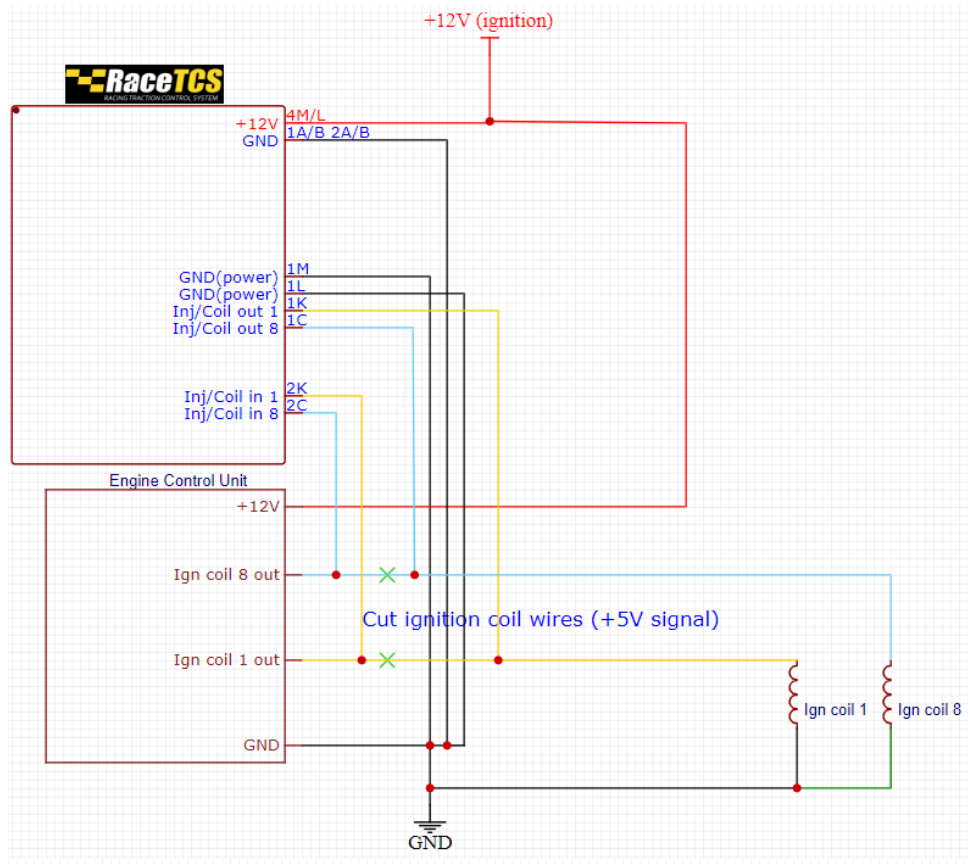 +12V (ignition)
RaceTCS
RACING TRACTION CONTROL SYSTEM
+12V 4M/L
GND 1A/B 2A/B
GND(power) 1M
GND(power) 1L
Inj/Coil out 1 1K
Inj/Coil out 8 1C
Inj/Coil in 1 2K
Inj/Coil in 8 2C
Engine Control Unit
+12V
Ign coil 8 out
Cut ignition coil wires (+5V signal)
Ign coil 1 out
Ign coil 1
Ign coil 8
GND
GND